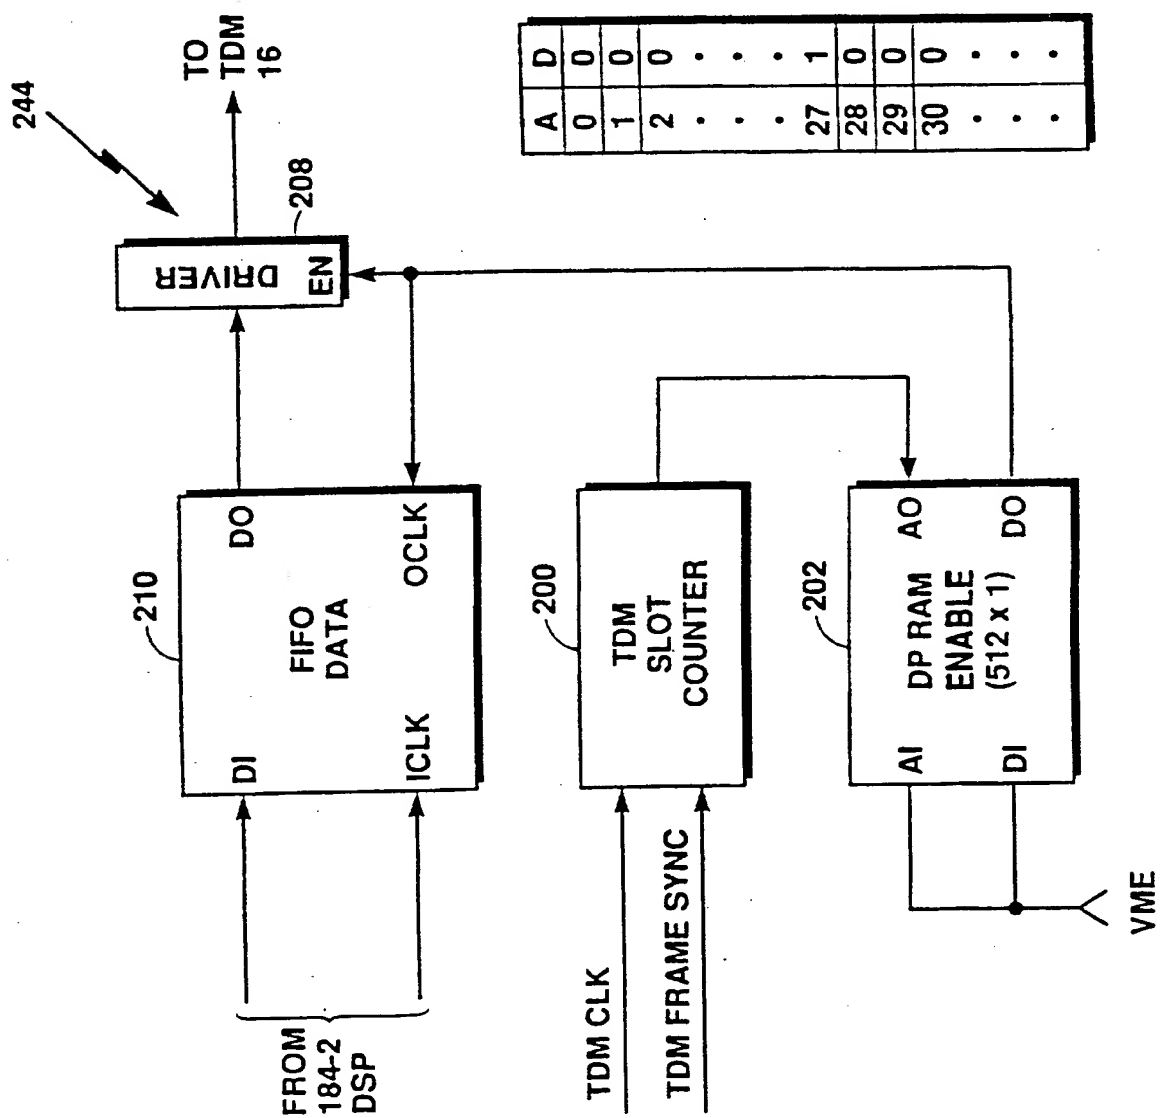 244
TO
TDM
16
DRIVER
EN
208
210
DI
DO
FIFO
DATA
ICLK
OCLK
FROM
184-2
DSP
200
TDM
SLOT
COUNTER
TDM CLK
TDM FRAME SYNC
202
AI
AO
DP RAM
ENABLE
(512 x 1)
DI
DO
VME
A D
0 0
1 0
2 0
· ·
· ·
· ·
27 1
28 0
29 0
30 0
· ·
· ·
· ·